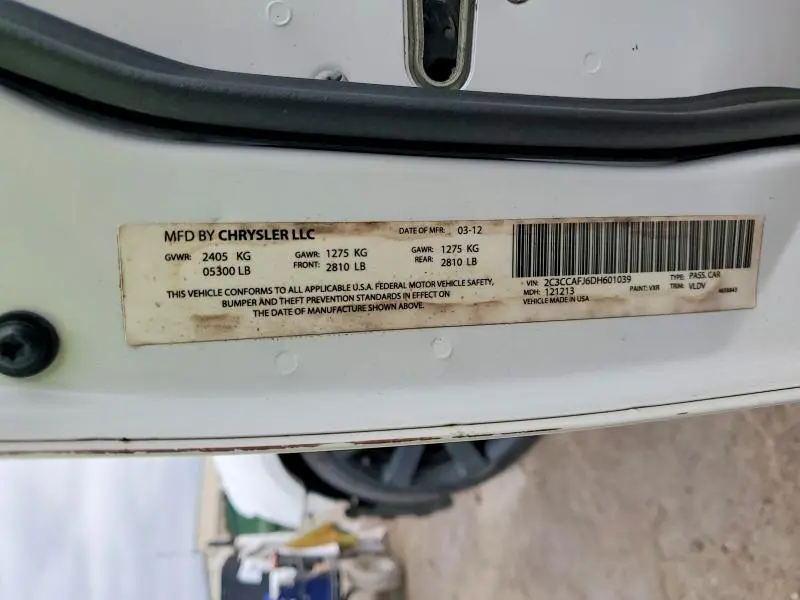 MFD BY CHRYSLER LLC DATE OF MFR: 03-12
GVWR: 2405 KG GAWR: 1275 KG GAWR: 1275 KG
05300 LB FRONT: 2810 LB REAR: 2810 LB
THIS VEHICLE CONFORMS TO ALL APPLICABLE U.S.A. FEDERAL MOTOR VEHICLE SAFETY,
BUMPER AND THEFT PREVENTION STANDARDS IN EFFECT ON
THE DATE OF MANUFACTURE SHOWN ABOVE.
VIN: 2C3CCAFJ6DH601039 TYPE: PASS. CAR
MDH: 121213 PAINT: VXR TRIM: VLDV
VEHICLE MADE IN USA